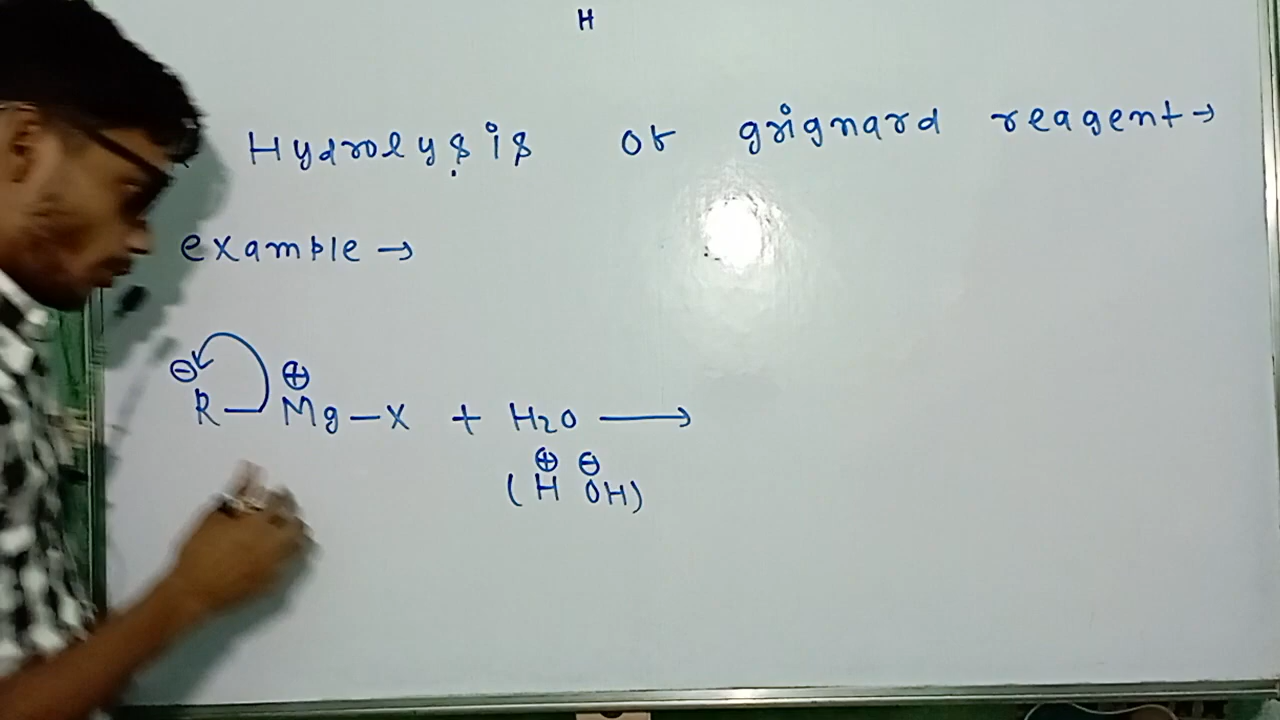 H
Hydrolysis of grignard reagent→
example →
⊖ ⊕
R — Mg — X + H2O ⟶
⊕ ⊖
(H OH)